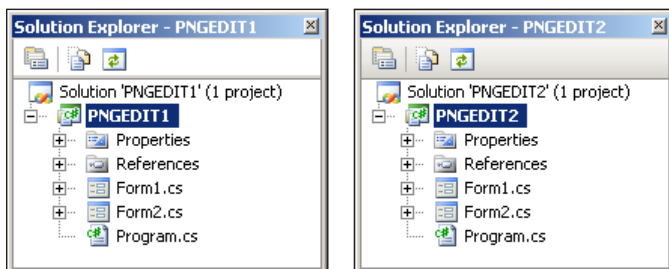 Solution Explorer - PNGEDIT1
Solution 'PNGEDIT1' (1 project)
PNGEDIT1
Properties
References
Form1.cs
Form2.cs
Program.cs
Solution Explorer - PNGEDIT2
Solution 'PNGEDIT2' (1 project)
PNGEDIT2
Properties
References
Form1.cs
Form2.cs
Program.cs